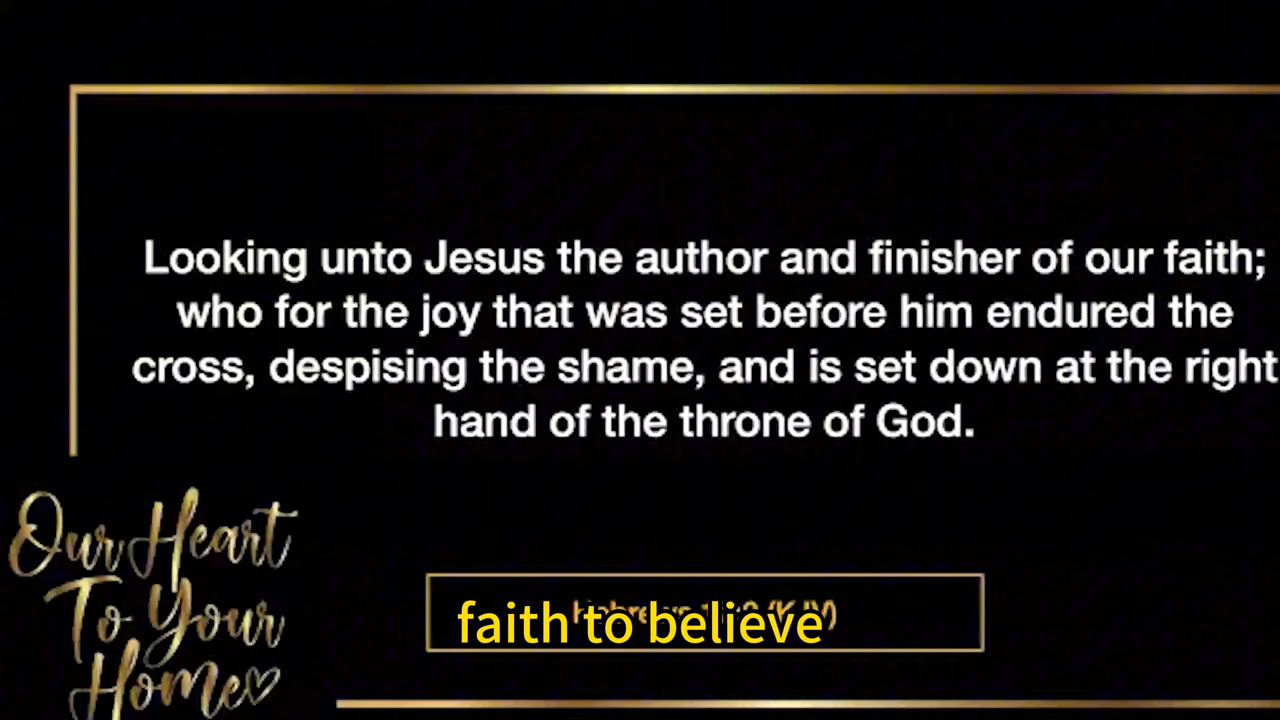 Looking unto Jesus the author and finisher of our faith;
who for the joy that was set before him endured the
cross, despising the shame, and is set down at the right
hand of the throne of God.
Our Heart
To Your
Home
faith to believe